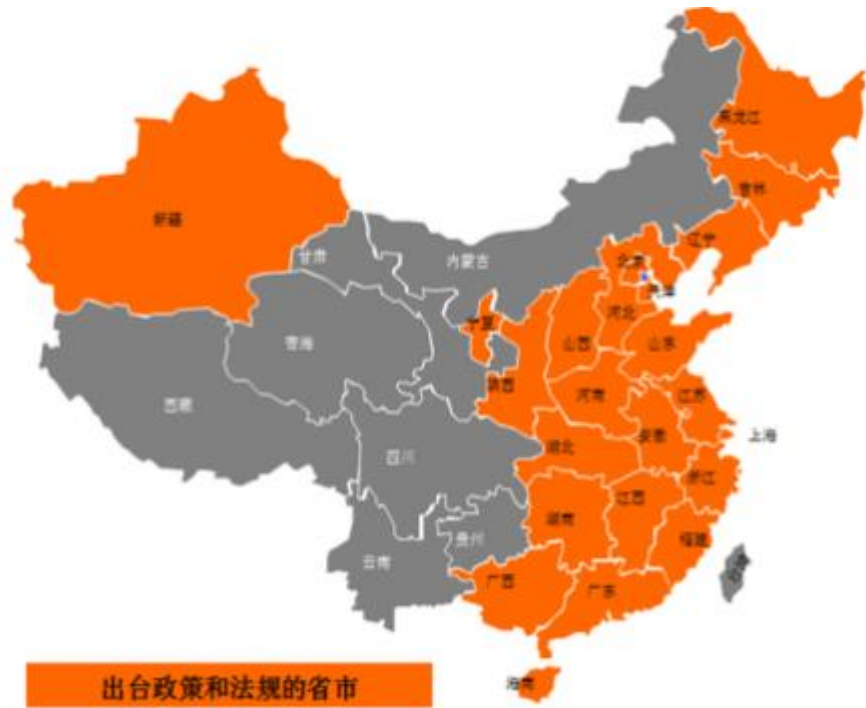 黑龙江
吉林
新疆
辽宁
北京
甘肃
内蒙古
天津
河北
宁夏
山西
山东
青海
陕西
河南
江苏
西藏
上海
安徽
湖北
四川
浙江
江西
湖南
福建
贵州
云南
台湾
广西
广东
海南
出台政策和法规的省市